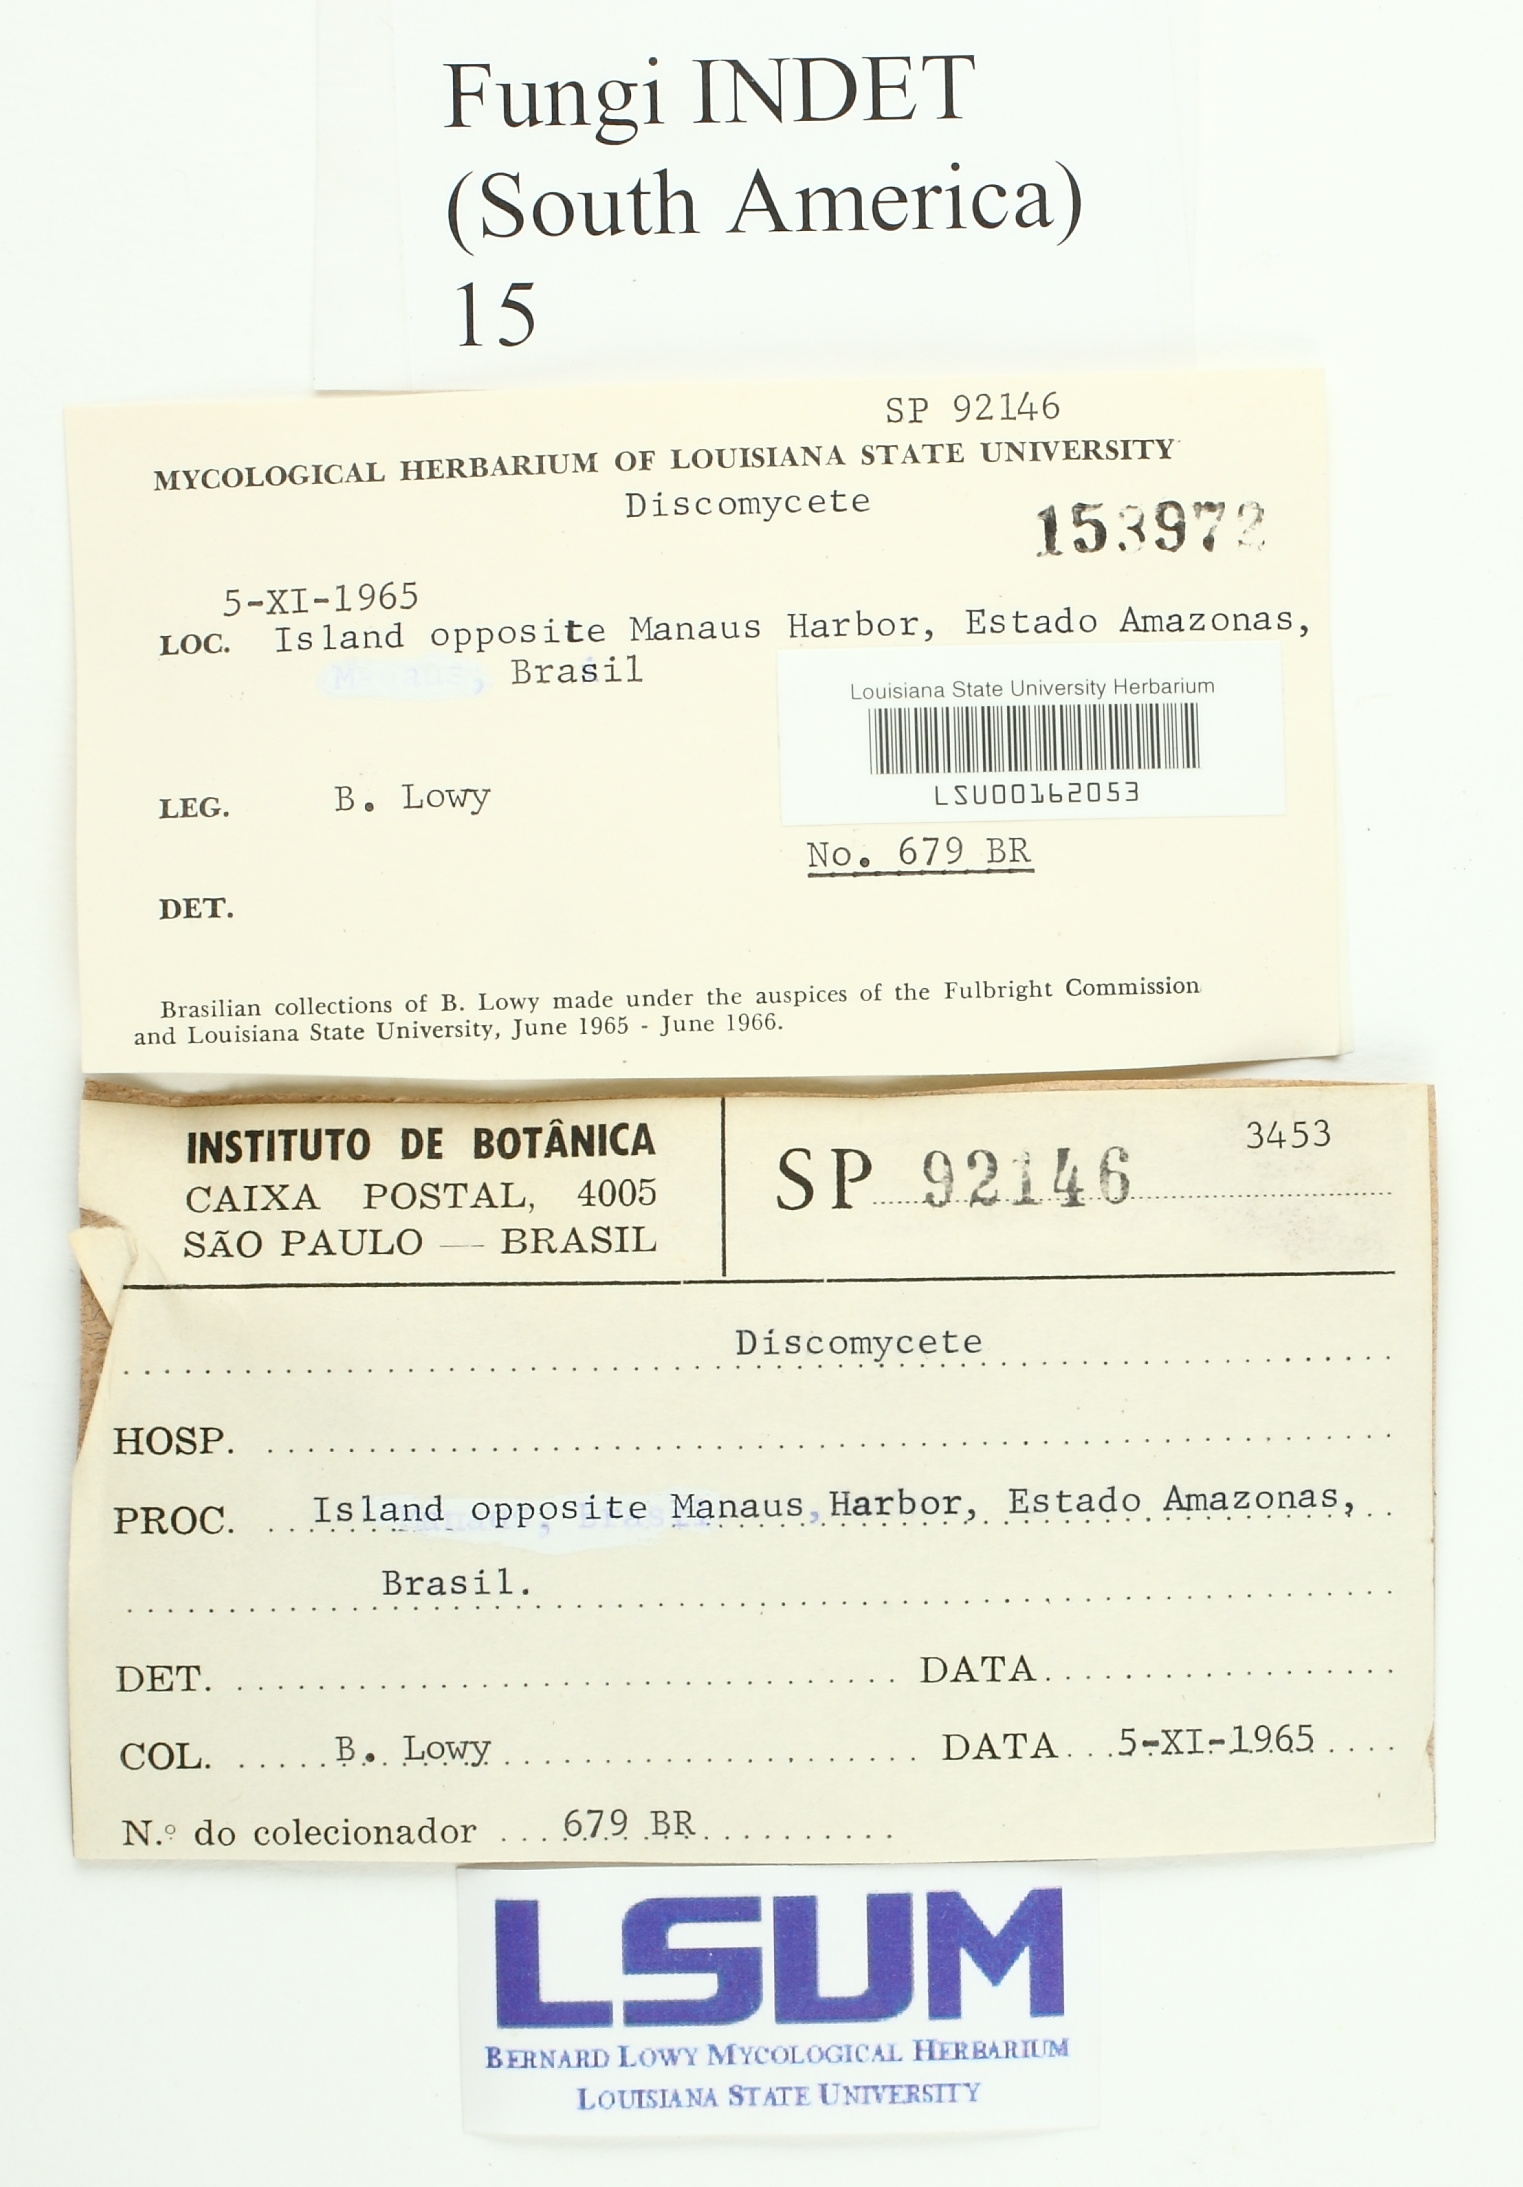 Fungi INDET
(South America)
15
SP 92146
MYCOLOGICAL HERBARIUM OF LOUISIANA STATE UNIVERSITY
Discomycete
153972
5-XI-1965
LOC. Island opposite Manaus Harbor, Estado Amazonas,
Manaus, Brasil
Louisiana State University Herbarium
LSU00162053
LEG. B. Lowy
No. 679 BR
DET.
Brasilian collections of B. Lowy made under the auspices of the Fulbright Commission
and Louisiana State University, June 1965 - June 1966.
INSTITUTO DE BOTÂNICA
CAIXA POSTAL, 4005
SÃO PAULO — BRASIL
SP 92146
3453
Discomycete
HOSP.
PROC. Island opposite Manaus, Harbor, Estado Amazonas,
Brasil.
DET. DATA
COL. B. Lowy DATA 5-XI-1965
N.º do colecionador 679 BR
LSUM
BERNARD LOWY MYCOLOGICAL HERBARIUM
LOUISIANA STATE UNIVERSITY